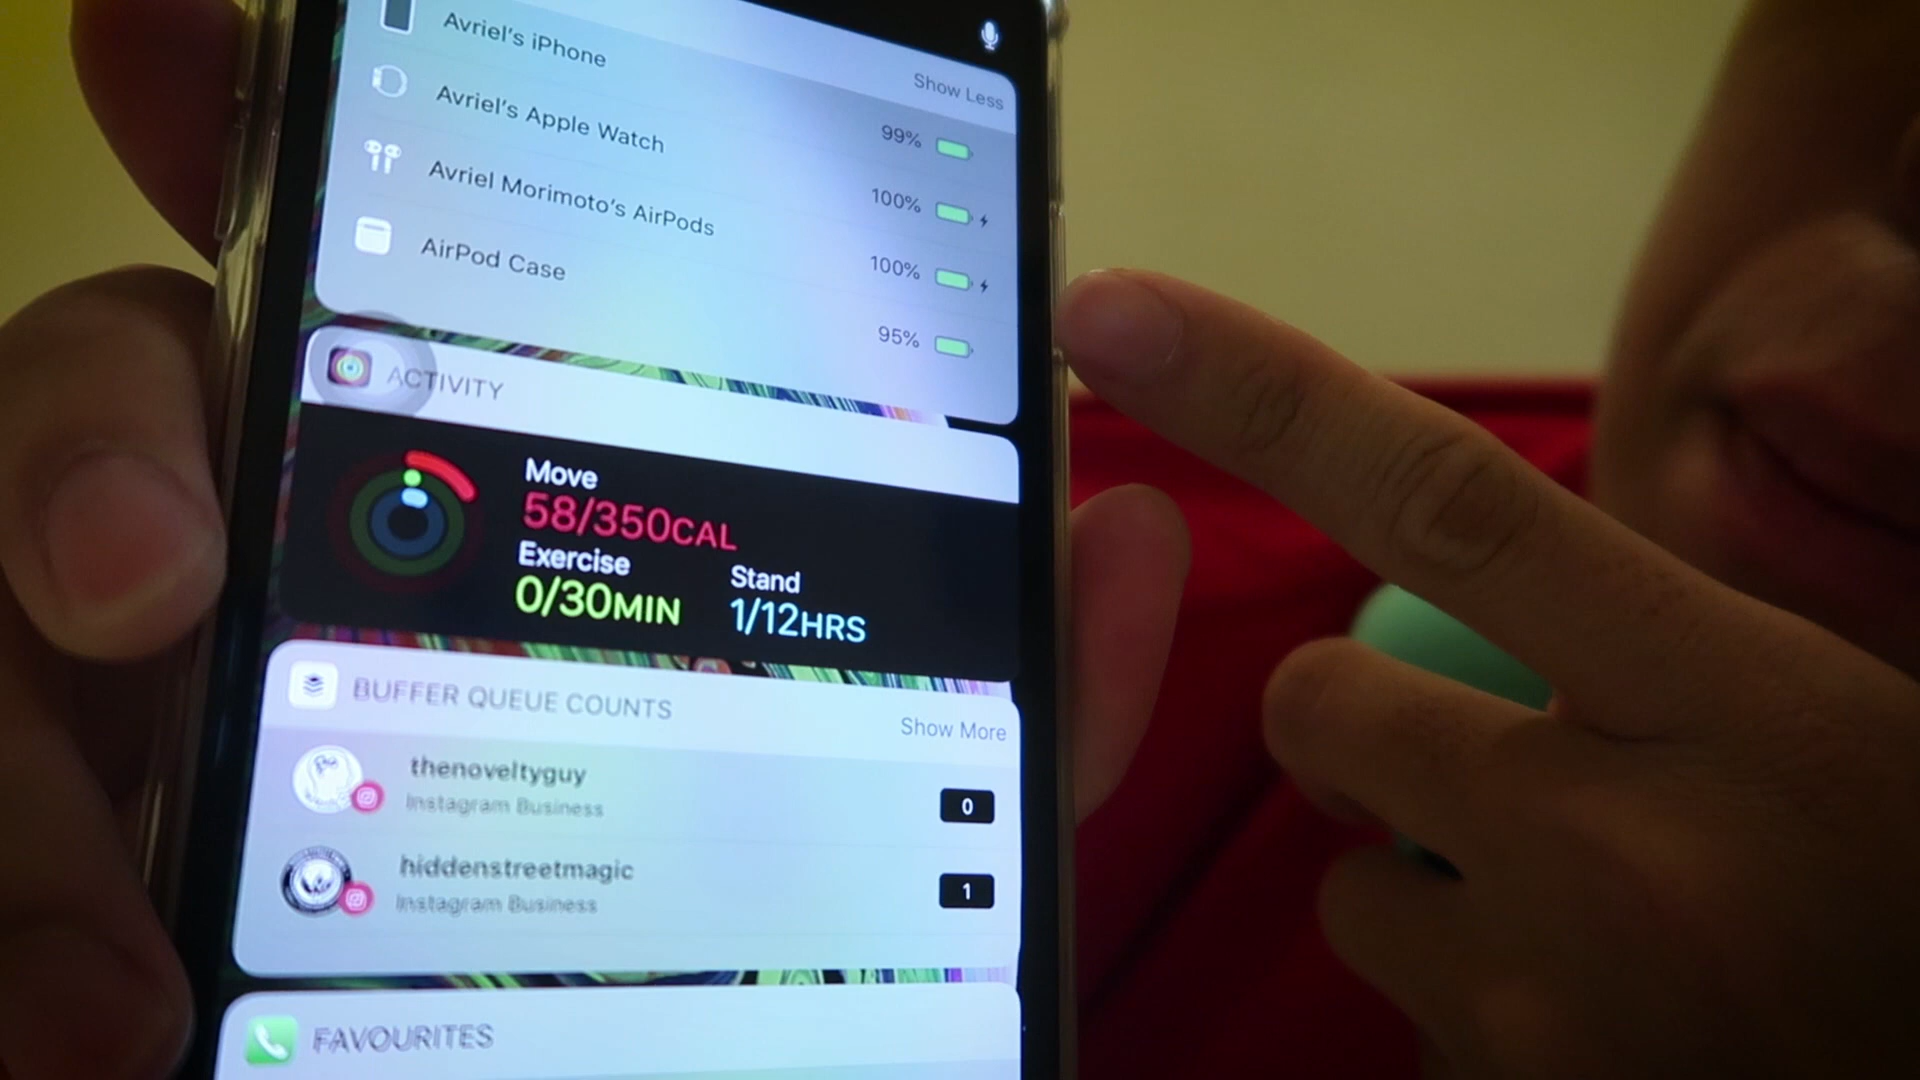 Avriel's iPhone
Show Less
99%
Avriel's Apple Watch
100%
Avriel Morimoto's AirPods
100%
AirPod Case
95%
ACTIVITY
Move
58/350CAL
Exercise
0/30MIN
Stand
1/12HRS
BUFFER QUEUE COUNTS
Show More
thenoveltyguy
Instagram Business
0
hiddenstreetmagic
Instagram Business
1
FAVOURITES